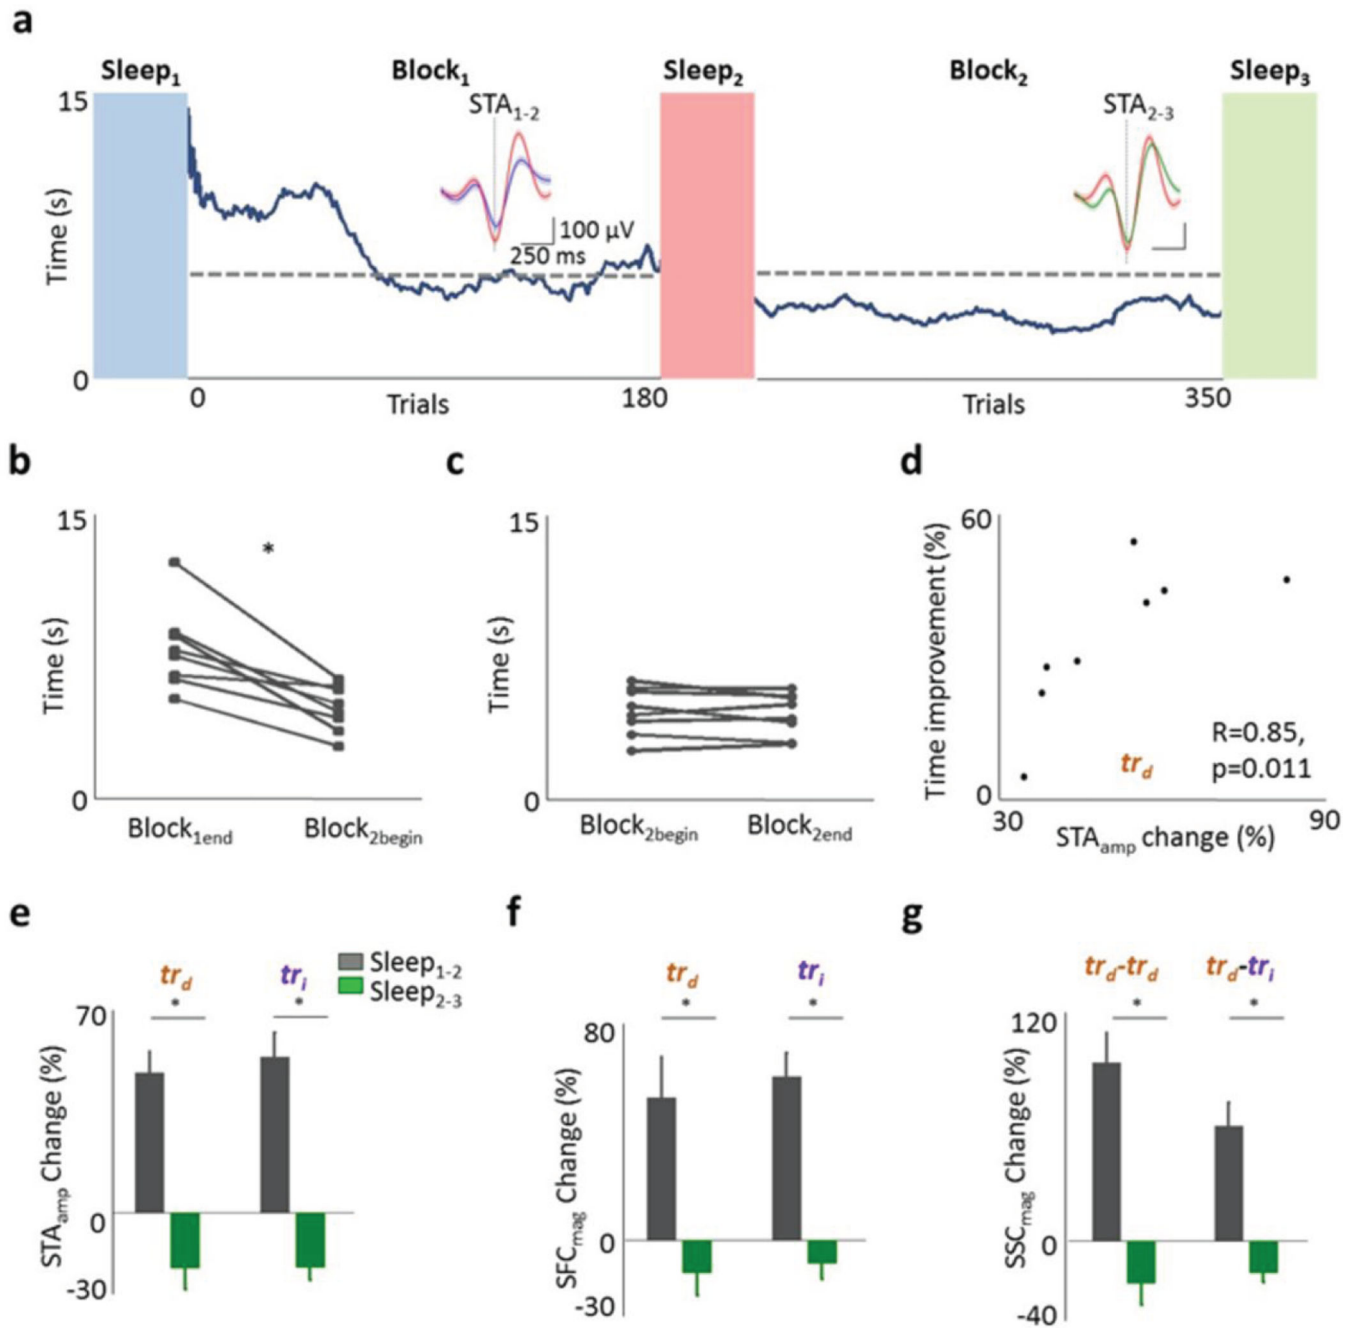 a
Sleep1 Block1 Sleep2 Block2 Sleep3
15 STA1-2 STA2-3
Time (s)
100 µV
250 ms
0
0 Trials 180 Trials 350
b c d
15 15 60
Time (s) Time (s) Time improvement (%)
*
R=0.85,
trd p=0.011
0 0 0
Block1end Block2begin Block2begin Block2end 30 90
STAamp change (%)
e f g
Sleep1-2
Sleep2-3
trd tri trd tri trd-trd trd-tri
* * * * * *
70 80 120
STAamp Change (%) SFCmag Change (%) SSCmag Change (%)
0 0 0
-30 -30 -40